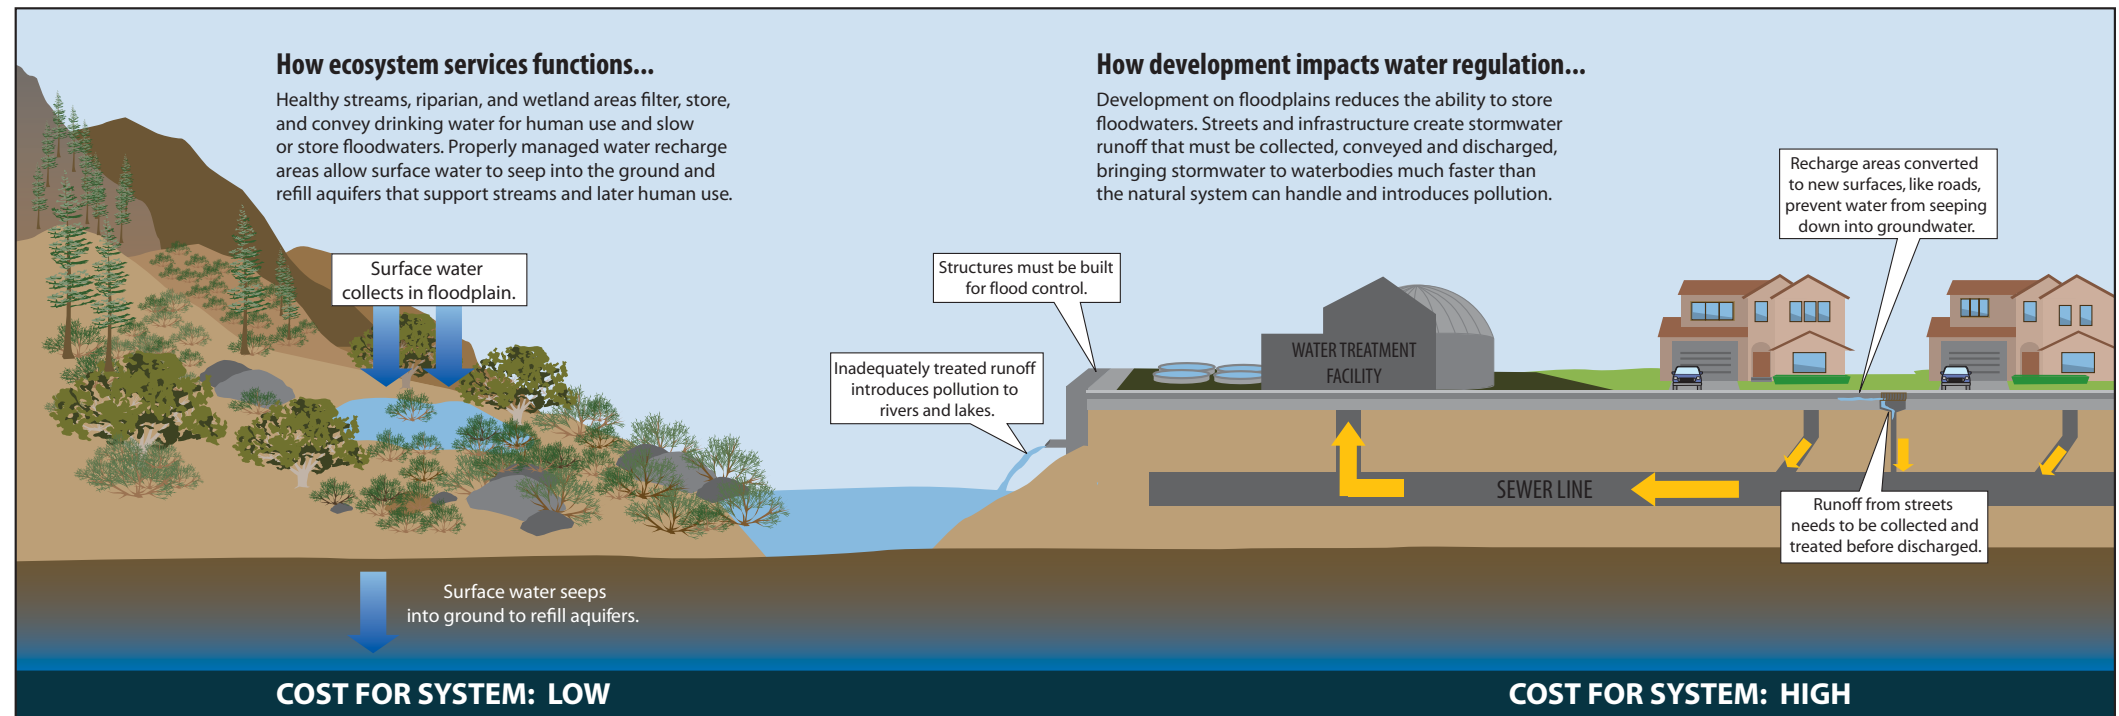 How ecosystem services functions...
Healthy streams, riparian, and wetland areas filter, store,
and convey drinking water for human use and slow
or store floodwaters. Properly managed water recharge
areas allow surface water to seep into the ground and
refill aquifers that support streams and later human use.
Surface water
collects in floodplain.
Surface water seeps
into ground to refill aquifers.
COST FOR SYSTEM: LOW
How development impacts water regulation...
Development on floodplains reduces the ability to store
floodwaters. Streets and infrastructure create stormwater
runoff that must be collected, conveyed and discharged,
bringing stormwater to waterbodies much faster than
the natural system can handle and introduces pollution.
Recharge areas converted
to new surfaces, like roads,
prevent water from seeping
down into groundwater.
Structures must be built
for flood control.
Inadequately treated runoff
introduces pollution to
rivers and lakes.
WATER TREATMENT
FACILITY
SEWER LINE
Runoff from streets
needs to be collected and
treated before discharged.
COST FOR SYSTEM: HIGH